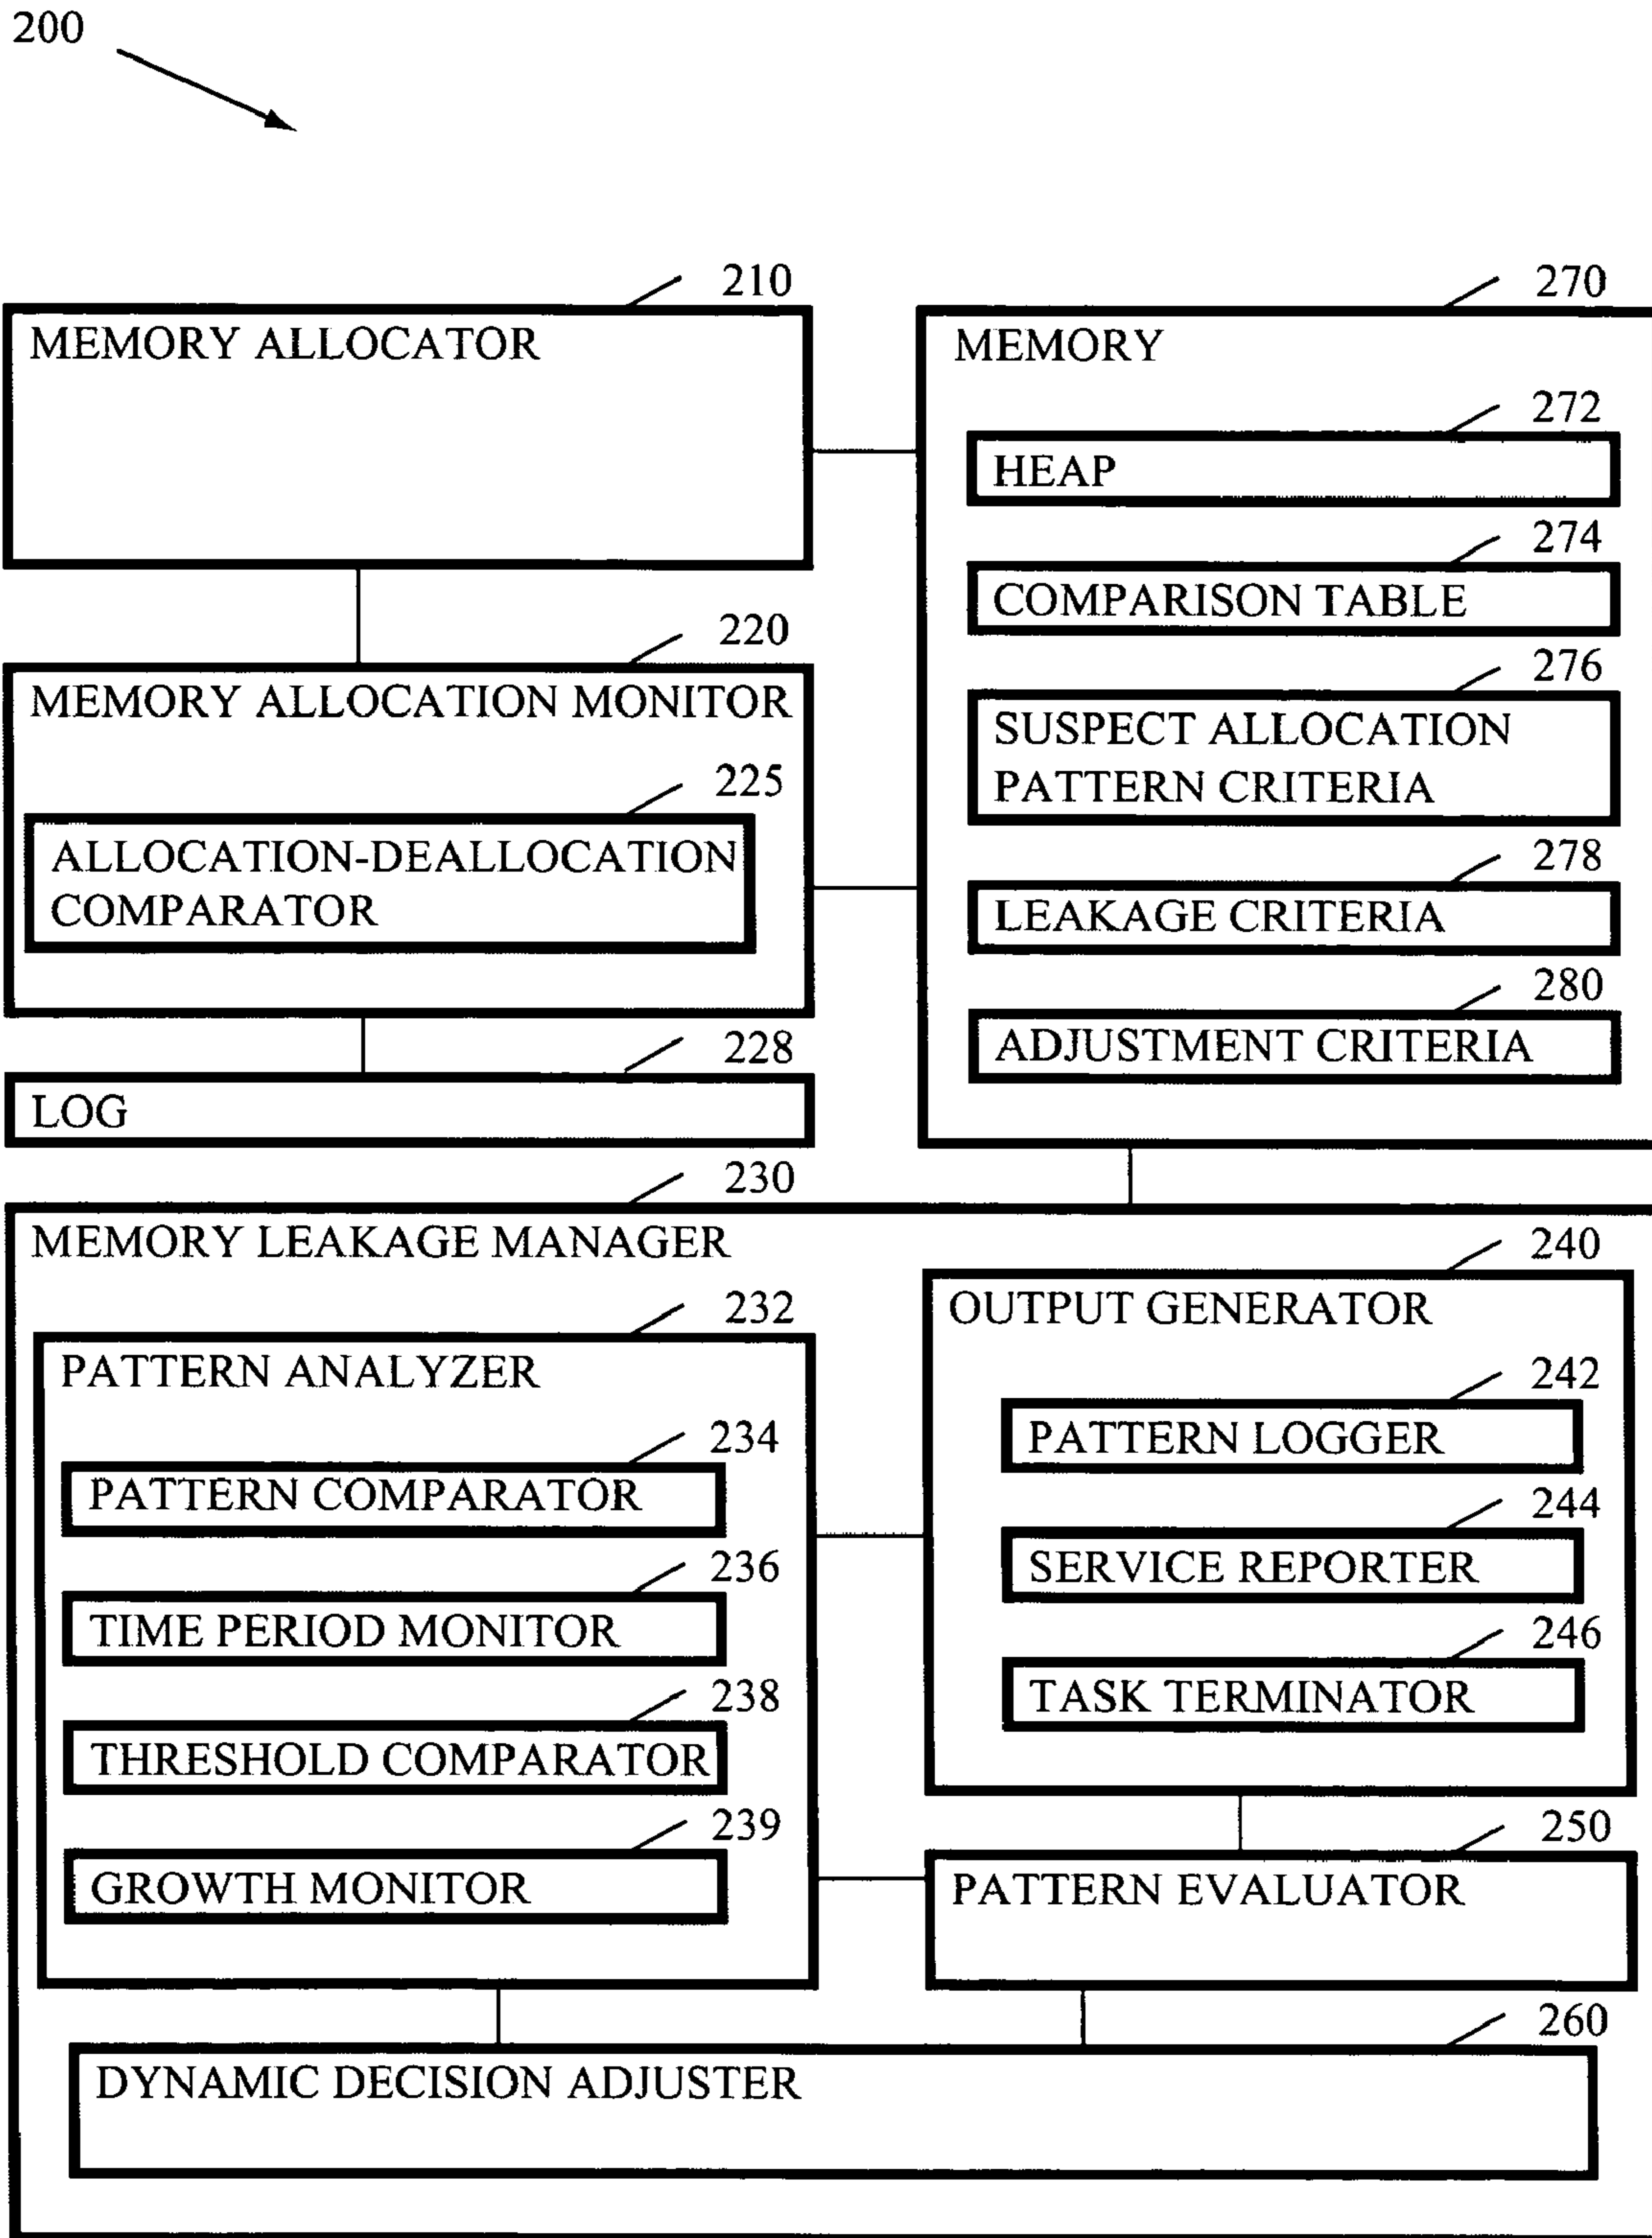 200
210
MEMORY ALLOCATOR
220
MEMORY ALLOCATION MONITOR
225
ALLOCATION-DEALLOCATION
COMPARATOR
228
LOG
270
MEMORY
272
HEAP
274
COMPARISON TABLE
276
SUSPECT ALLOCATION
PATTERN CRITERIA
278
LEAKAGE CRITERIA
280
ADJUSTMENT CRITERIA
230
MEMORY LEAKAGE MANAGER
232
PATTERN ANALYZER
234
PATTERN COMPARATOR
236
TIME PERIOD MONITOR
238
THRESHOLD COMPARATOR
239
GROWTH MONITOR
240
OUTPUT GENERATOR
242
PATTERN LOGGER
244
SERVICE REPORTER
246
TASK TERMINATOR
250
PATTERN EVALUATOR
260
DYNAMIC DECISION ADJUSTER